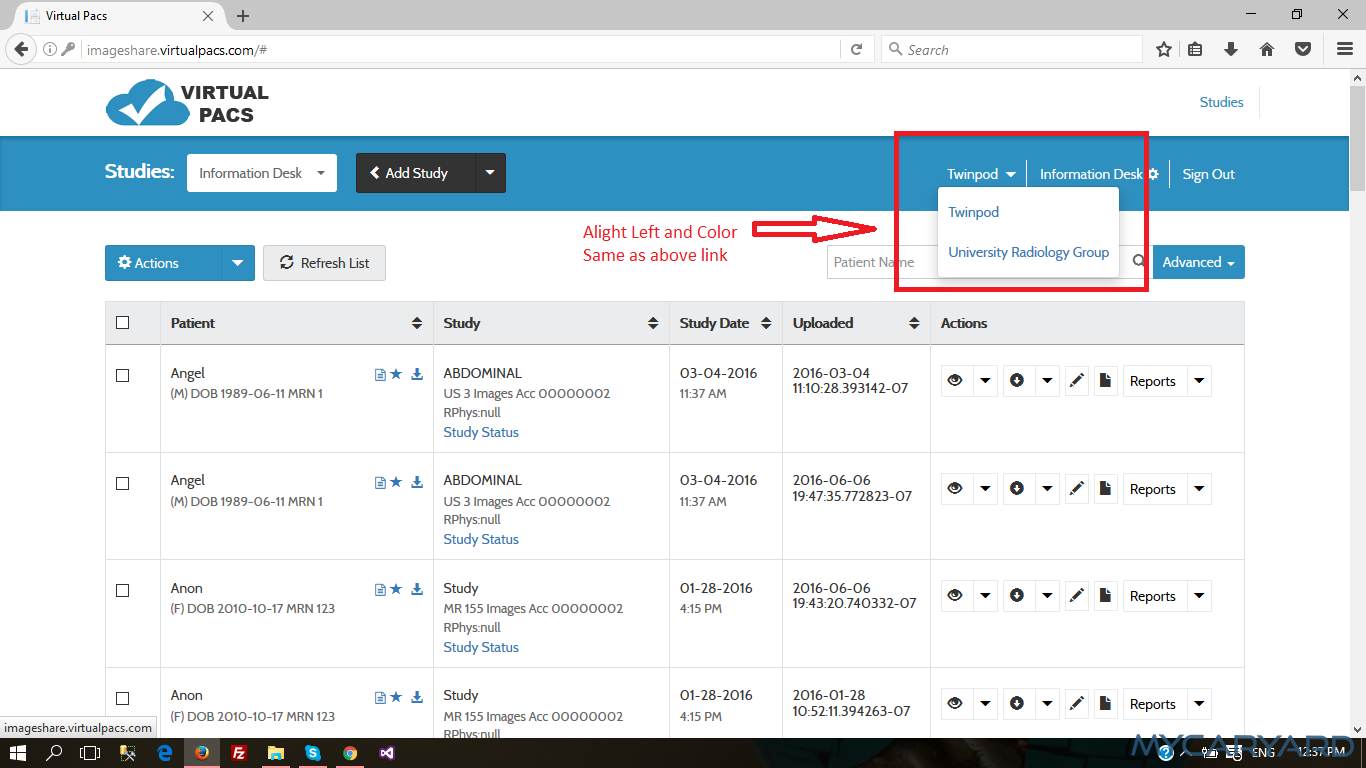 Virtual Pacs
imageshare.virtualpacs.com/#
Search
VIRTUAL
PACS
Studies
Studies:
Information Desk
Add Study
Twinpod
Information Desk
Sign Out
Twinpod
University Radiology Group
Alight Left and Color
Same as above link
Actions
Refresh List
Patient Name
Advanced
Patient
Study
Study Date
Uploaded
Actions
Angel
(M) DOB 1989-06-11 MRN 1
ABDOMINAL
US 3 Images Acc 00000002
RPhys:null
Study Status
03-04-2016
11:37 AM
2016-03-04
11:10:28.393142-07
Reports
Angel
(M) DOB 1989-06-11 MRN 1
ABDOMINAL
US 3 Images Acc 00000002
RPhys:null
Study Status
03-04-2016
11:37 AM
2016-06-06
19:47:35.772823-07
Reports
Anon
(F) DOB 2010-10-17 MRN 123
Study
MR 155 Images Acc 00000002
RPhys:null
Study Status
01-28-2016
4:15 PM
2016-06-06
19:43:20.740332-07
Reports
Anon
(F) DOB 2010-10-17 MRN 123
Study
MR 155 Images Acc 00000002
RPhys:null
01-28-2016
4:15 PM
2016-01-28
10:52:11.394263-07
Reports
imageshare.virtualpacs.com
ENG
12:37 PM
MYCARYARD